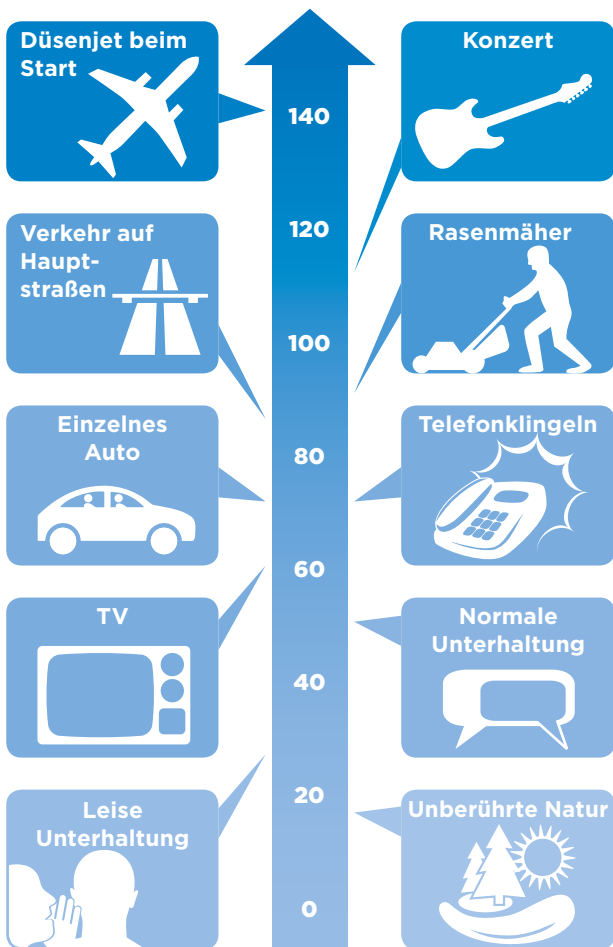 Düsenjet beim
Start
Konzert
140
120
Verkehr auf
Haupt-
straßen
Rasenmäher
100
Einzelnes
Auto
Telefonklingeln
80
60
TV
Normale
Unterhaltung
40
20
Leise
Unterhaltung
Unberührte Natur
0